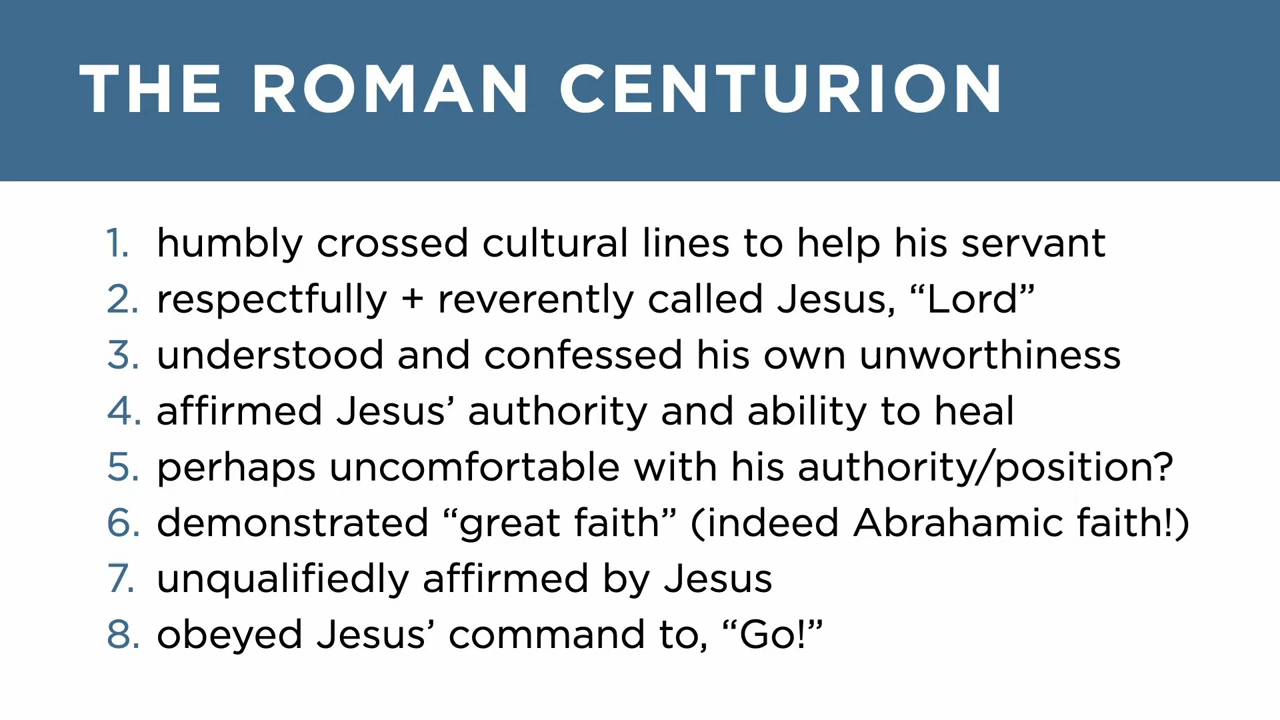 THE ROMAN CENTURION
1. humbly crossed cultural lines to help his servant
2. respectfully + reverently called Jesus, “Lord”
3. understood and confessed his own unworthiness
4. affirmed Jesus’ authority and ability to heal
5. perhaps uncomfortable with his authority/position?
6. demonstrated “great faith” (indeed Abrahamic faith!)
7. unqualifiedly affirmed by Jesus
8. obeyed Jesus’ command to, “Go!”